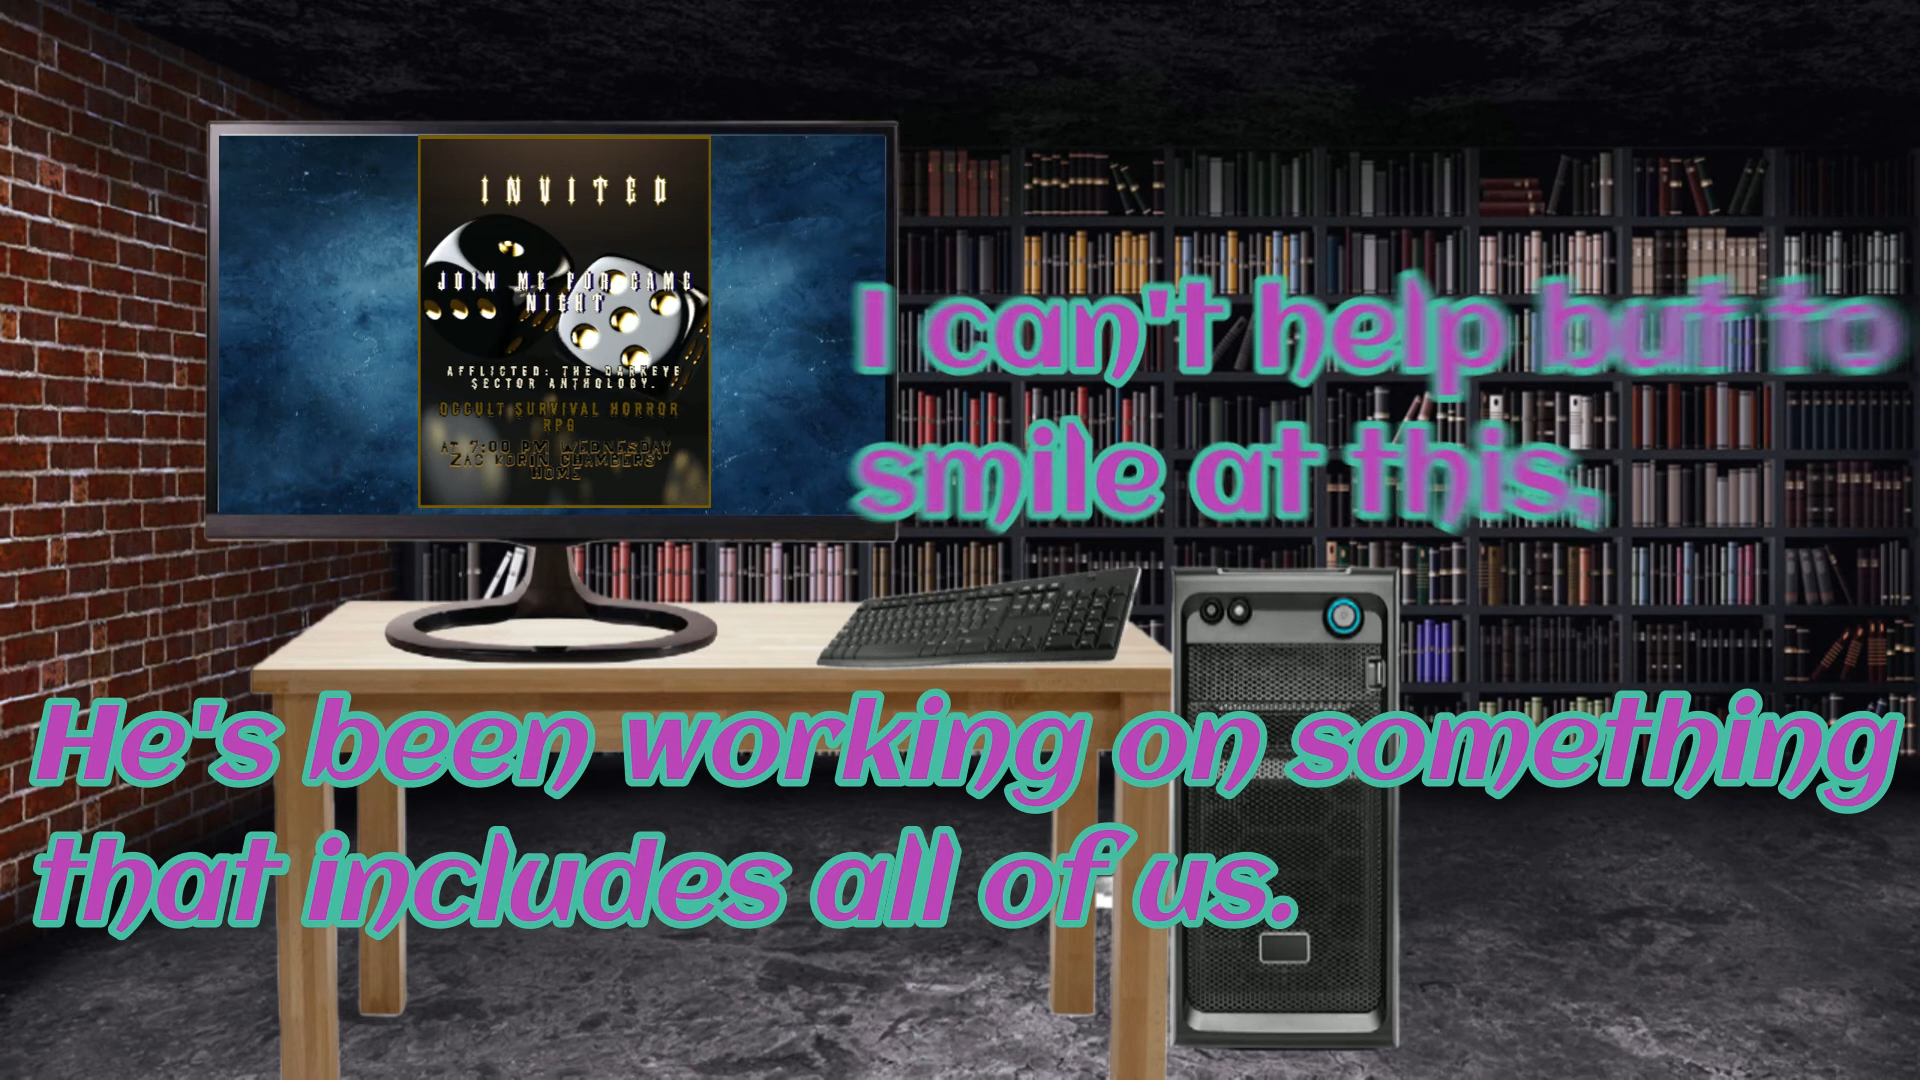 INVITED
JOIN ME FOR GAME
NIGHT
AFFLICTED: THE DARKEYE
SECTOR ANTHOLOGY.
OCCULT SURVIVAL HORROR
RPG
AT 7:00 PM WEDNESDAY
ZAC KORIN CHAMBERS'
HOME
I can't help but to
smile at this,
He's been working on something
that includes all of us.